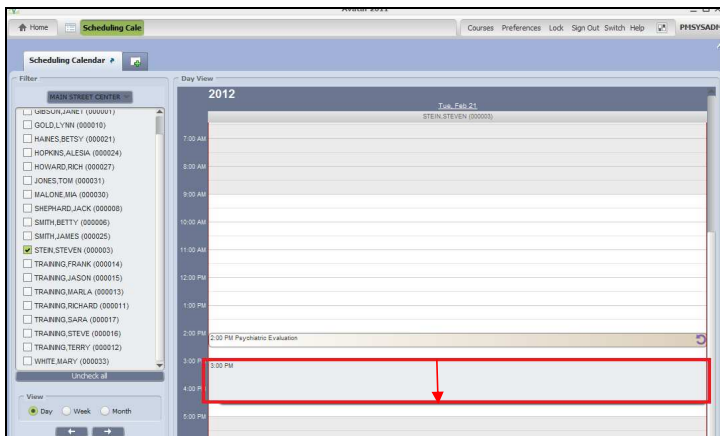 Avatar 2011
Home
Scheduling Cale
Courses Preferences Lock Sign Out Switch Help
PMSYSADM
Scheduling Calendar
Filter
MAIN STREET CENTER
GIBSON,JANET (000001)
GOLD,LYNN (000010)
HAINES,BETSY (000021)
HOPKINS,ALESIA (000024)
HOWARD,RICH (000027)
JONES,TOM (000031)
MALONE,MIA (000030)
SHEPHARD,JACK (000008)
SMITH,BETTY (000006)
SMITH,JAMES (000025)
STEIN,STEVEN (000003)
TRAINING,FRANK (000014)
TRAINING,JASON (000015)
TRAINING,MARLA (000013)
TRAINING,RICHARD (000011)
TRAINING,SARA (000017)
TRAINING,STEVE (000016)
TRAINING,TERRY (000012)
WHITE,MARY (000033)
Uncheck all
View
Day Week Month
Day View
2012
Tue, Feb 21
STEIN,STEVEN (000003)
7:00 AM
8:00 AM
9:00 AM
10:00 AM
11:00 AM
12:00 PM
1:00 PM
2:00 PM
2:00 PM Psychiatric Evaluation
3:00 P
3:00 PM
4:00 P
5:00 PM